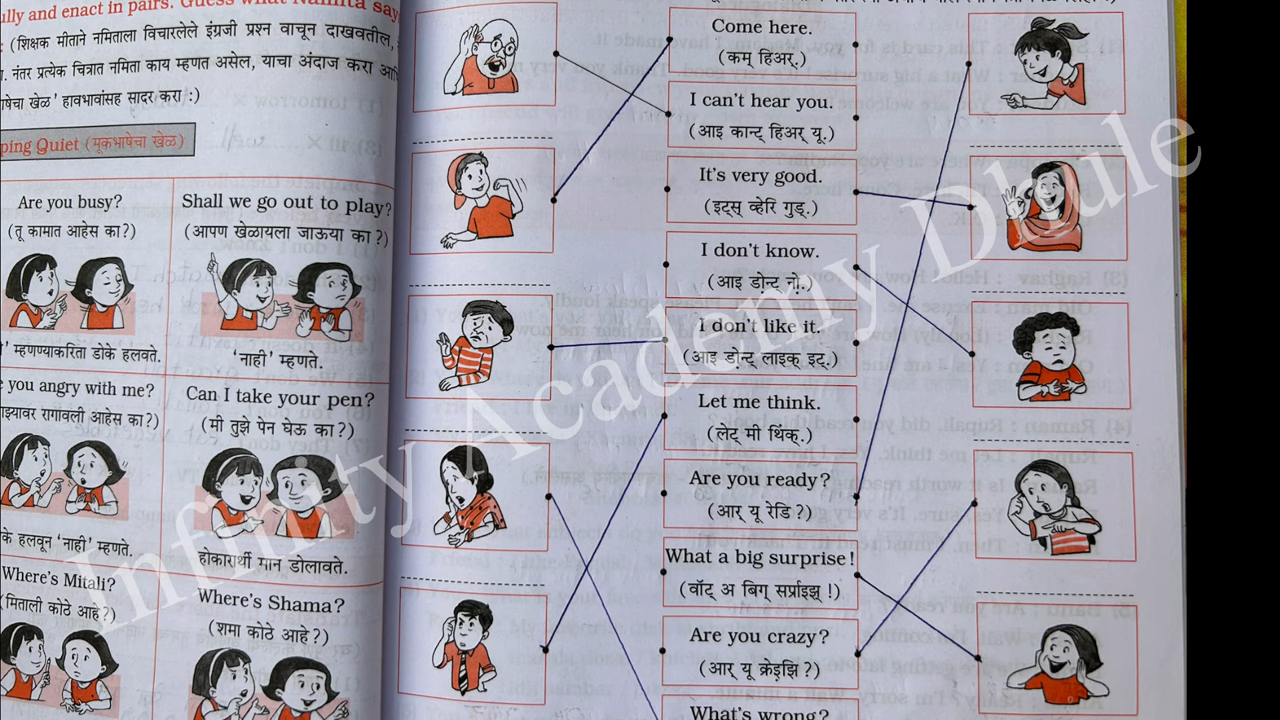 lly and enact in pairs. Guess what Namita say
(शिक्षक मीताने नमिताला विचारलेले इंग्रजी प्रश्न वाचून दाखवतील,
नंतर प्रत्येक चित्रात नमिता काय म्हणत असेल, याचा अंदाज करा आणि
षेचा खेळ' हावभावांसह सादर करा :)
ping Quiet (मूकभाषेचा खेळ)
Are you busy?
(तू कामात आहेस का?)
Shall we go out to play?
(आपण खेळायला जाऊया का?)
म्हणण्याकरिता डोके हलवते.
'नाही' म्हणते.
you angry with me?
झ्यावर रागावली आहेस का?)
Can I take your pen?
(मी तुझे पेन घेऊ का?)
के हलवून 'नाही' म्हणते.
होकारार्थी मान डोलावते.
Where's Mitali?
(मिताली कोठे आहे?)
Where's Shama?
(शमा कोठे आहे?)
Come here.
(कम् हिअर्.)
I can't hear you.
(आइ कान्ट् हिअर् यू.)
It's very good.
(इट्स् व्हेरि गुड्.)
I don't know.
(आइ डोन्ट् नो.)
I don't like it.
(आइ डोन्ट् लाइक् इट्.)
Let me think.
(लेट् मी थिंक्.)
Are you ready?
(आर् यू रेडि?)
What a big surprise!
(वॉट् अ बिग् सर्प्राइझ् !)
Are you crazy?
(आर् यू क्रेइझि?)
What's wrong?
Infinity Academy Dhule